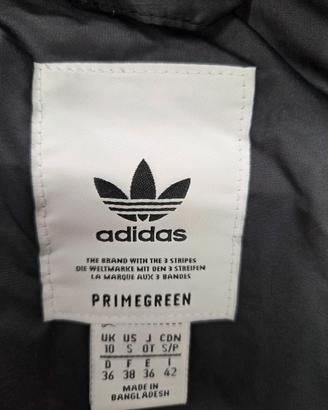 adidas
THE BRAND WITH THE 3 STRIPES
DIE WELTMARKE MIT DEN 3 STREIFEN
LA MARQUE AUX 3 BANDES
PRIMEGREEN
UK US J CDN
10 S OT S/P
D F E I
36 38 36 42
MADE IN
BANGLADESH